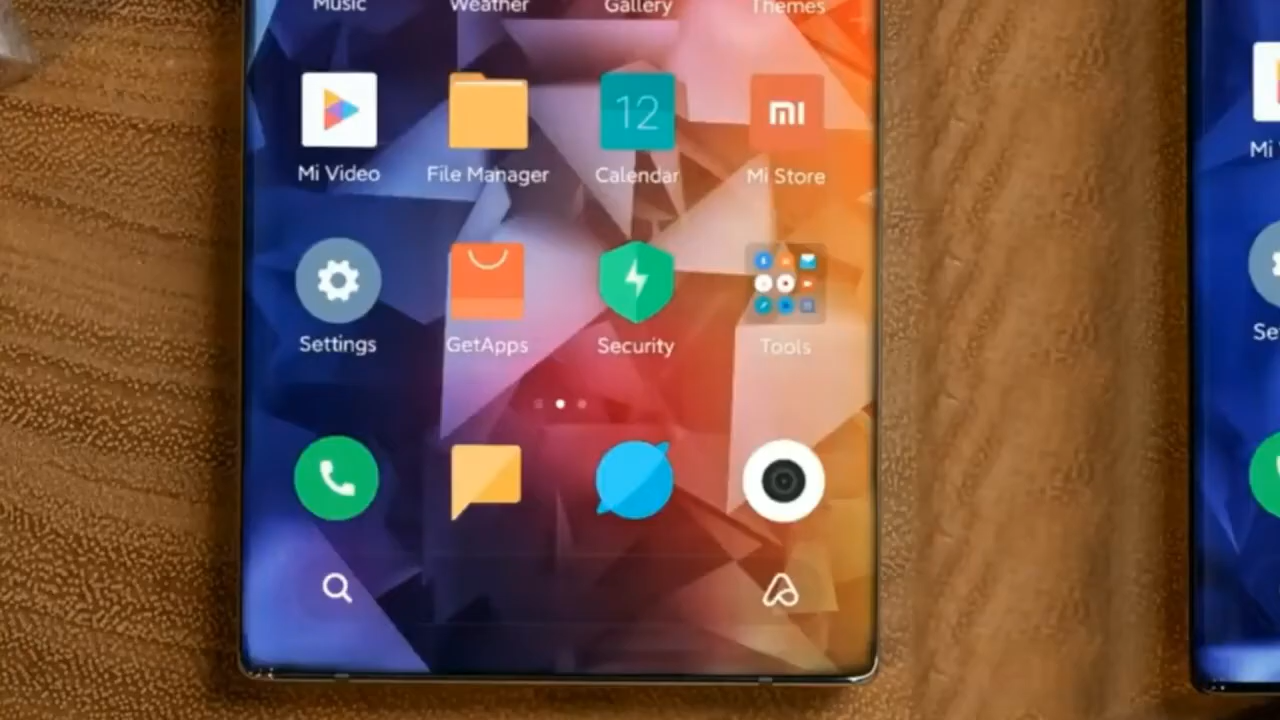 Music Weather Gallery Themes
12 mi
Mi Video File Manager Calendar Mi Store Mi
Settings GetApps Security Tools Se